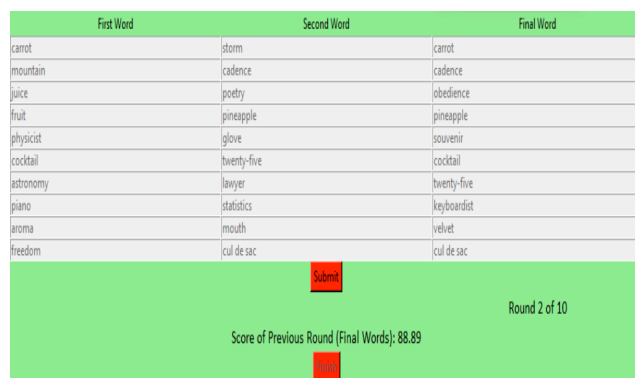 First Word Second Word Final Word
carrot storm carrot
mountain cadence cadence
juice poetry obedience
fruit pineapple pineapple
physicist glove souvenir
cocktail twenty-five cocktail
astronomy lawyer twenty-five
piano statistics keyboardist
aroma mouth velvet
freedom cul de sac cul de sac
Submit
Round 2 of 10
Score of Previous Round (Final Words): 88.89